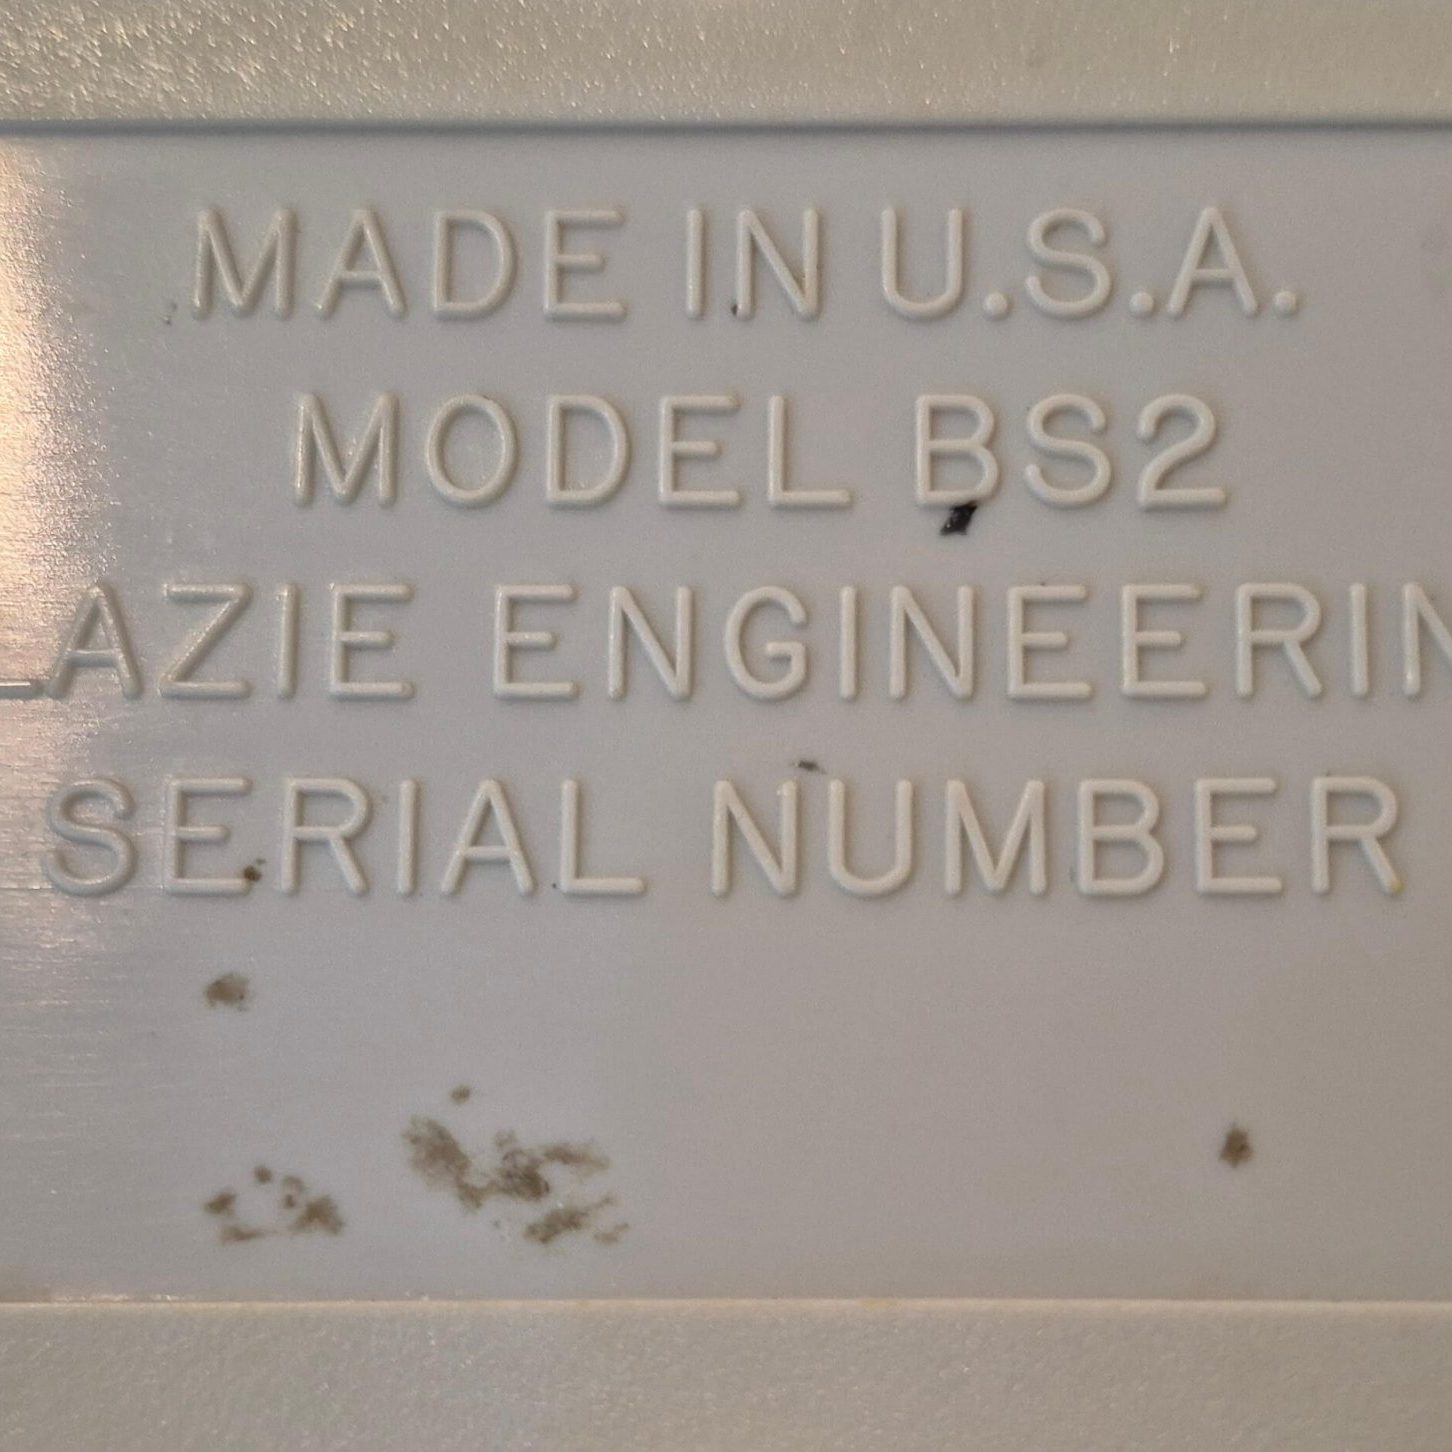 MADE IN U.S.A.
MODEL BS2
LAZIE ENGINEERIN
SERIAL NUMBER